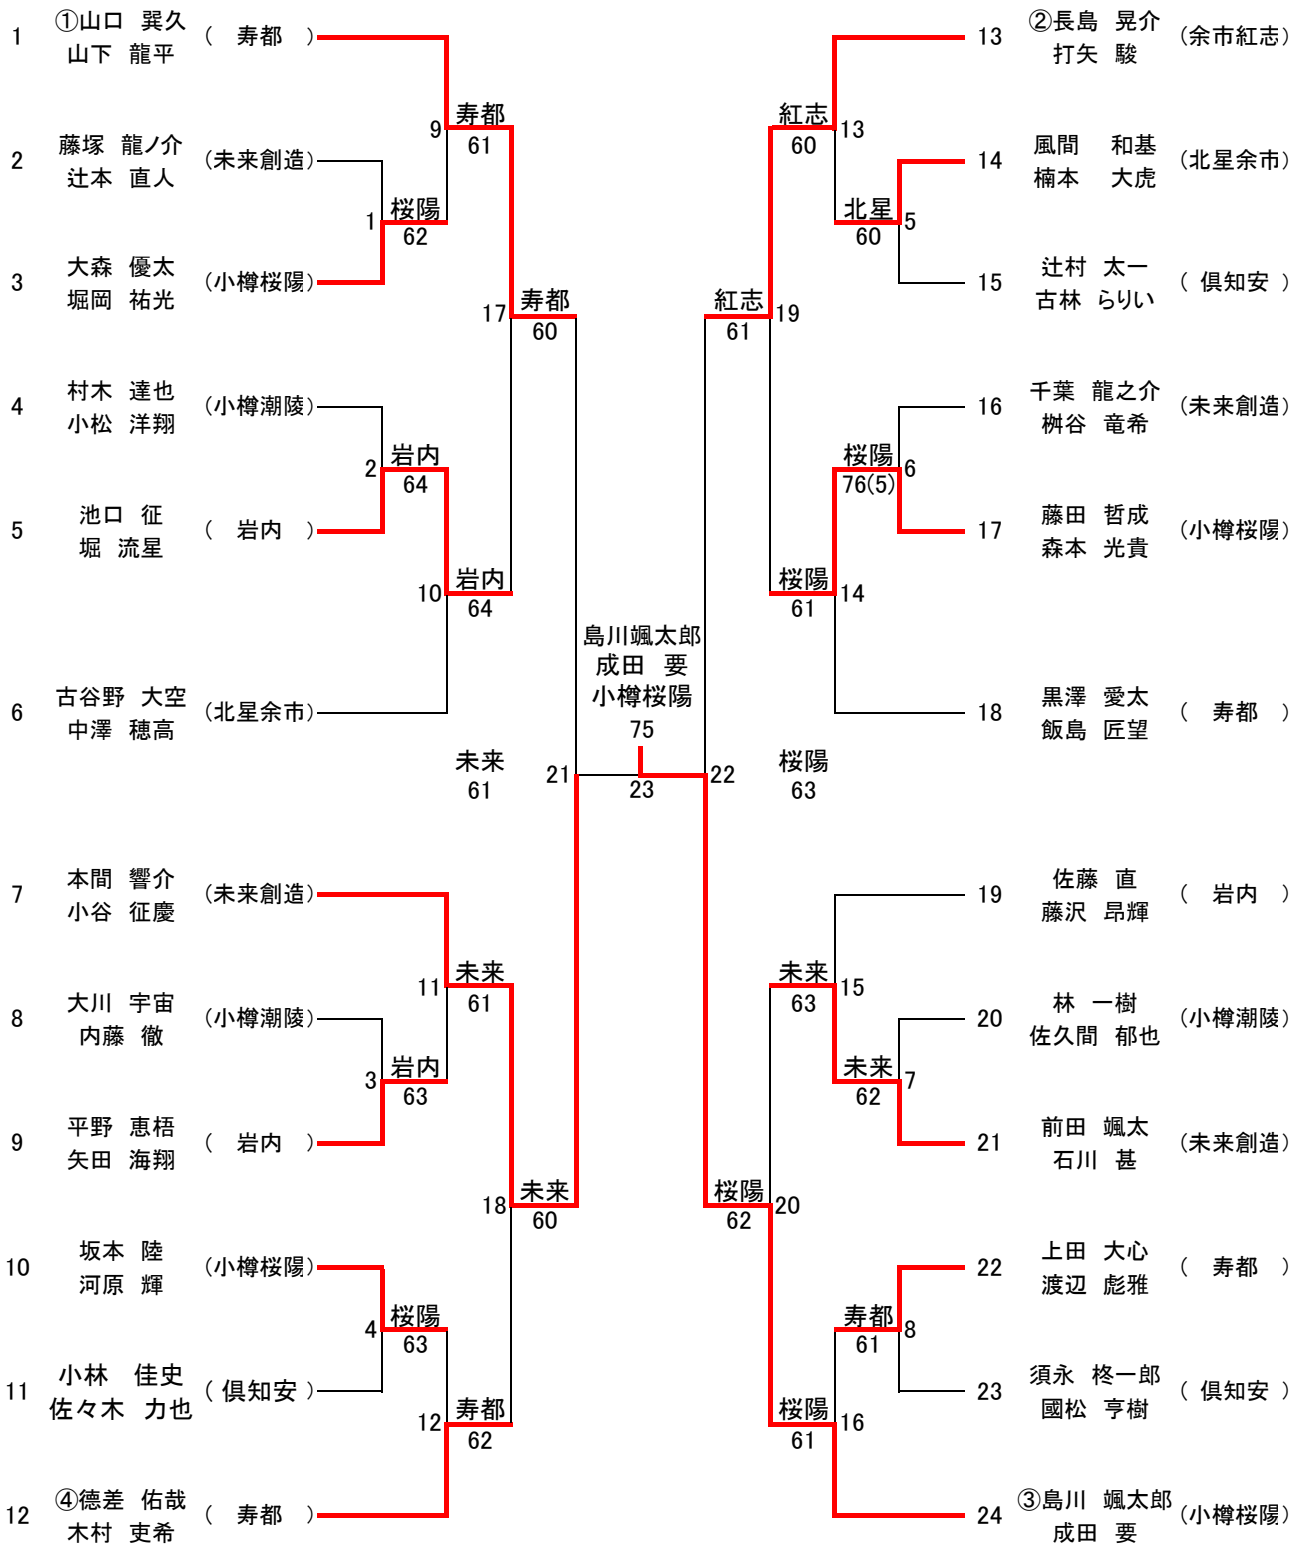 1 ①山口 巽久 ( 寿都 )
山下 龍平
2 藤塚 龍ノ介 (未来創造)
辻本 直人
3 大森 優太 (小樽桜陽)
堀岡 祐光
4 村木 達也 (小樽潮陵)
小松 洋翔
5 池口 征 ( 岩内 )
堀 流星
6 古谷野 大空 (北星余市)
中澤 穂高
7 本間 響介 (未来創造)
小谷 征慶
8 大川 宇宙 (小樽潮陵)
内藤 徹
9 平野 恵梧 ( 岩内 )
矢田 海翔
10 坂本 陸 (小樽桜陽)
河原 輝
11 小林 佳史 ( 倶知安 )
佐々木 力也
12 ④德差 佑哉 ( 寿都 )
木村 吏希
1 桜陽
62
2 岩内
64
3 岩内
63
4 桜陽
63
9 寿都
61
10 岩内
64
11 未来
61
12 寿都
62
17 寿都
60
18 未来
60
未来 21
61
島川颯太郎
成田 要
小樽桜陽
75
23
22 桜陽
63
紅志 19
61
桜陽 20
62
紅志 13
60
桜陽 14
61
未来 15
63
桜陽 16
61
北星 5
60
桜陽 6
76(5)
未来 7
62
寿都 8
61
13 ②長島 晃介 (余市紅志)
打矢 駿
14 風間 和基 (北星余市)
楠本 大虎
15 辻村 太一 ( 倶知安 )
古林 らりい
16 千葉 龍之介 (未来創造)
桝谷 竜希
17 藤田 哲成 (小樽桜陽)
森本 光貴
18 黒澤 愛太 ( 寿都 )
飯島 匠望
19 佐藤 直 ( 岩内 )
藤沢 昂輝
20 林 一樹 (小樽潮陵)
佐久間 郁也
21 前田 颯太 (未来創造)
石川 甚
22 上田 大心 ( 寿都 )
渡辺 彪雅
23 須永 柊一郎 ( 倶知安 )
國松 亨樹
24 ③島川 颯太郎 (小樽桜陽)
成田 要